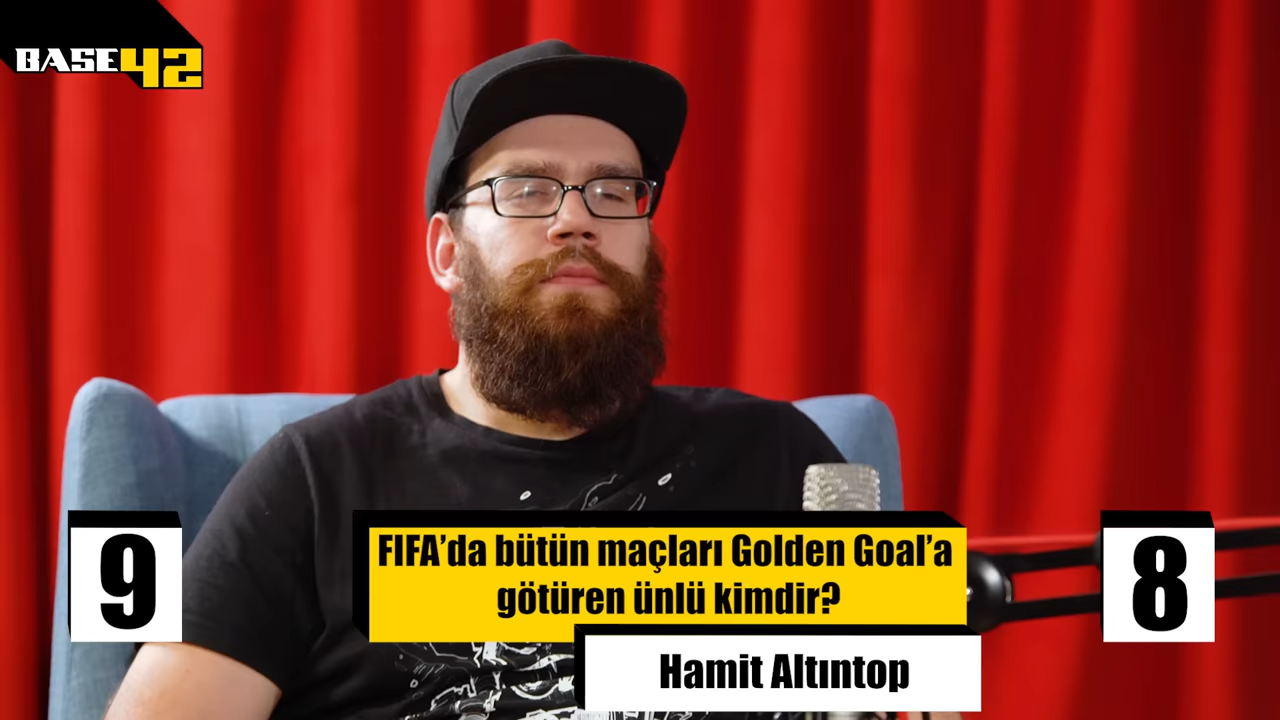 BASE42
9
FIFA’da bütün maçları Golden Goal’a
götüren ünlü kimdir?
8
Hamit Altıntop